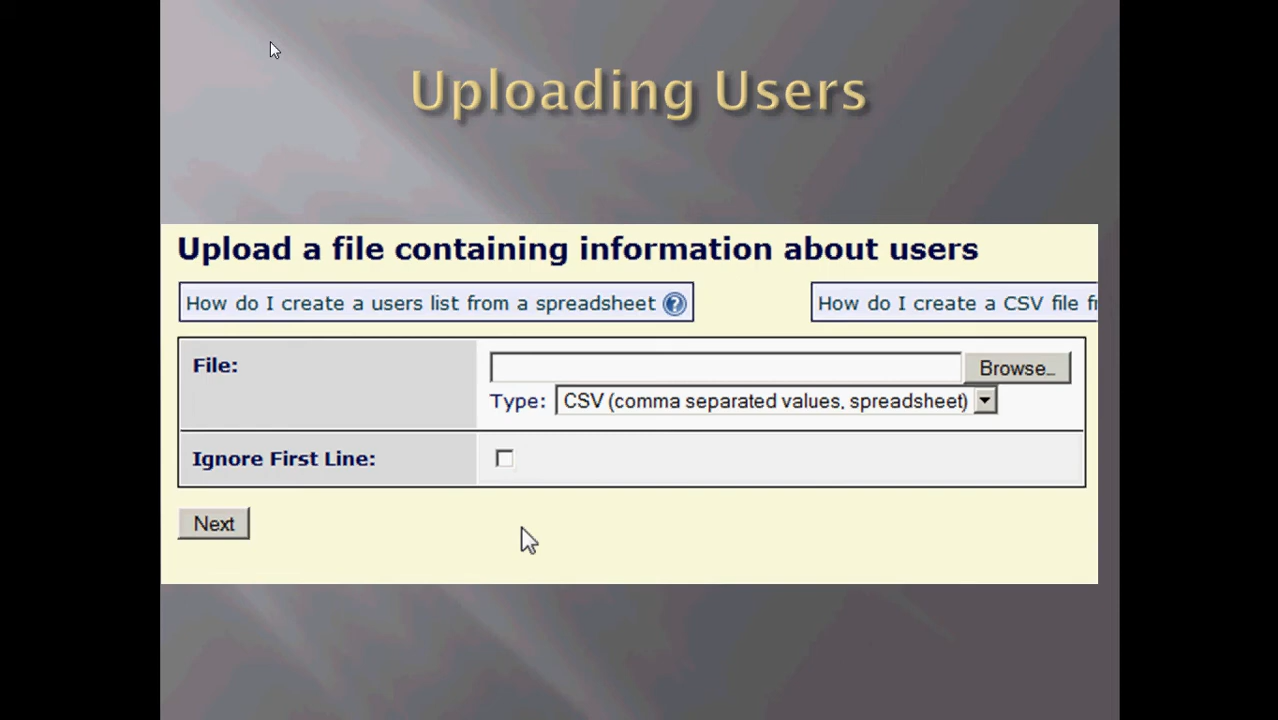 Uploading Users
Upload a file containing information about users
How do I create a users list from a spreadsheet ?
How do I create a CSV file
File:
Browse...
Type: CSV (comma separated values, spreadsheet)
Ignore First Line:
Next